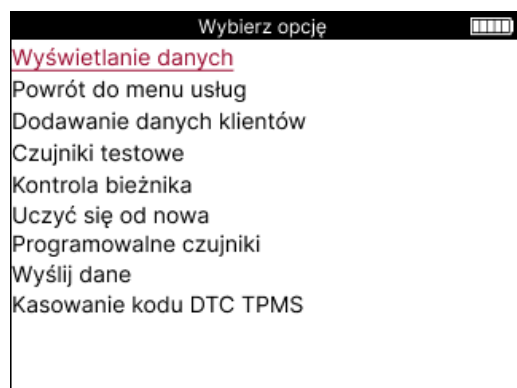 Wybierz opcję
Wyświetlanie danych
Powrót do menu usług
Dodawanie danych klientów
Czujniki testowe
Kontrola bieżnika
Uczyć się od nowa
Programowalne czujniki
Wyślij dane
Kasowanie kodu DTC TPMS